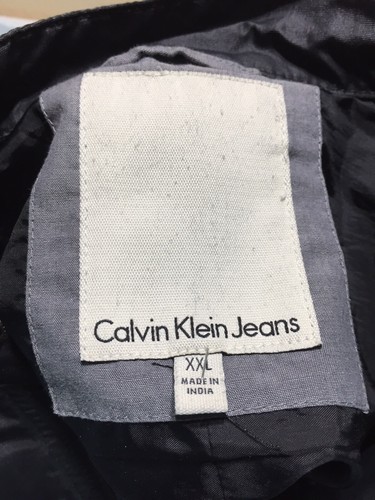 Calvin Klein Jeans
XXL
MADE IN
INDIA